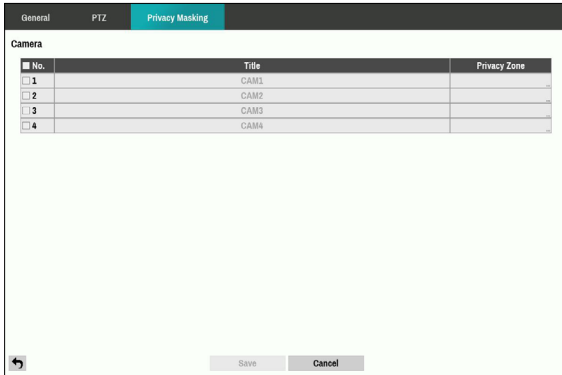 General PTZ Privacy Masking
Camera
No. Title Privacy Zone
1 CAM1 ...
2 CAM2 ...
3 CAM3 ...
4 CAM4 ...
Save Cancel